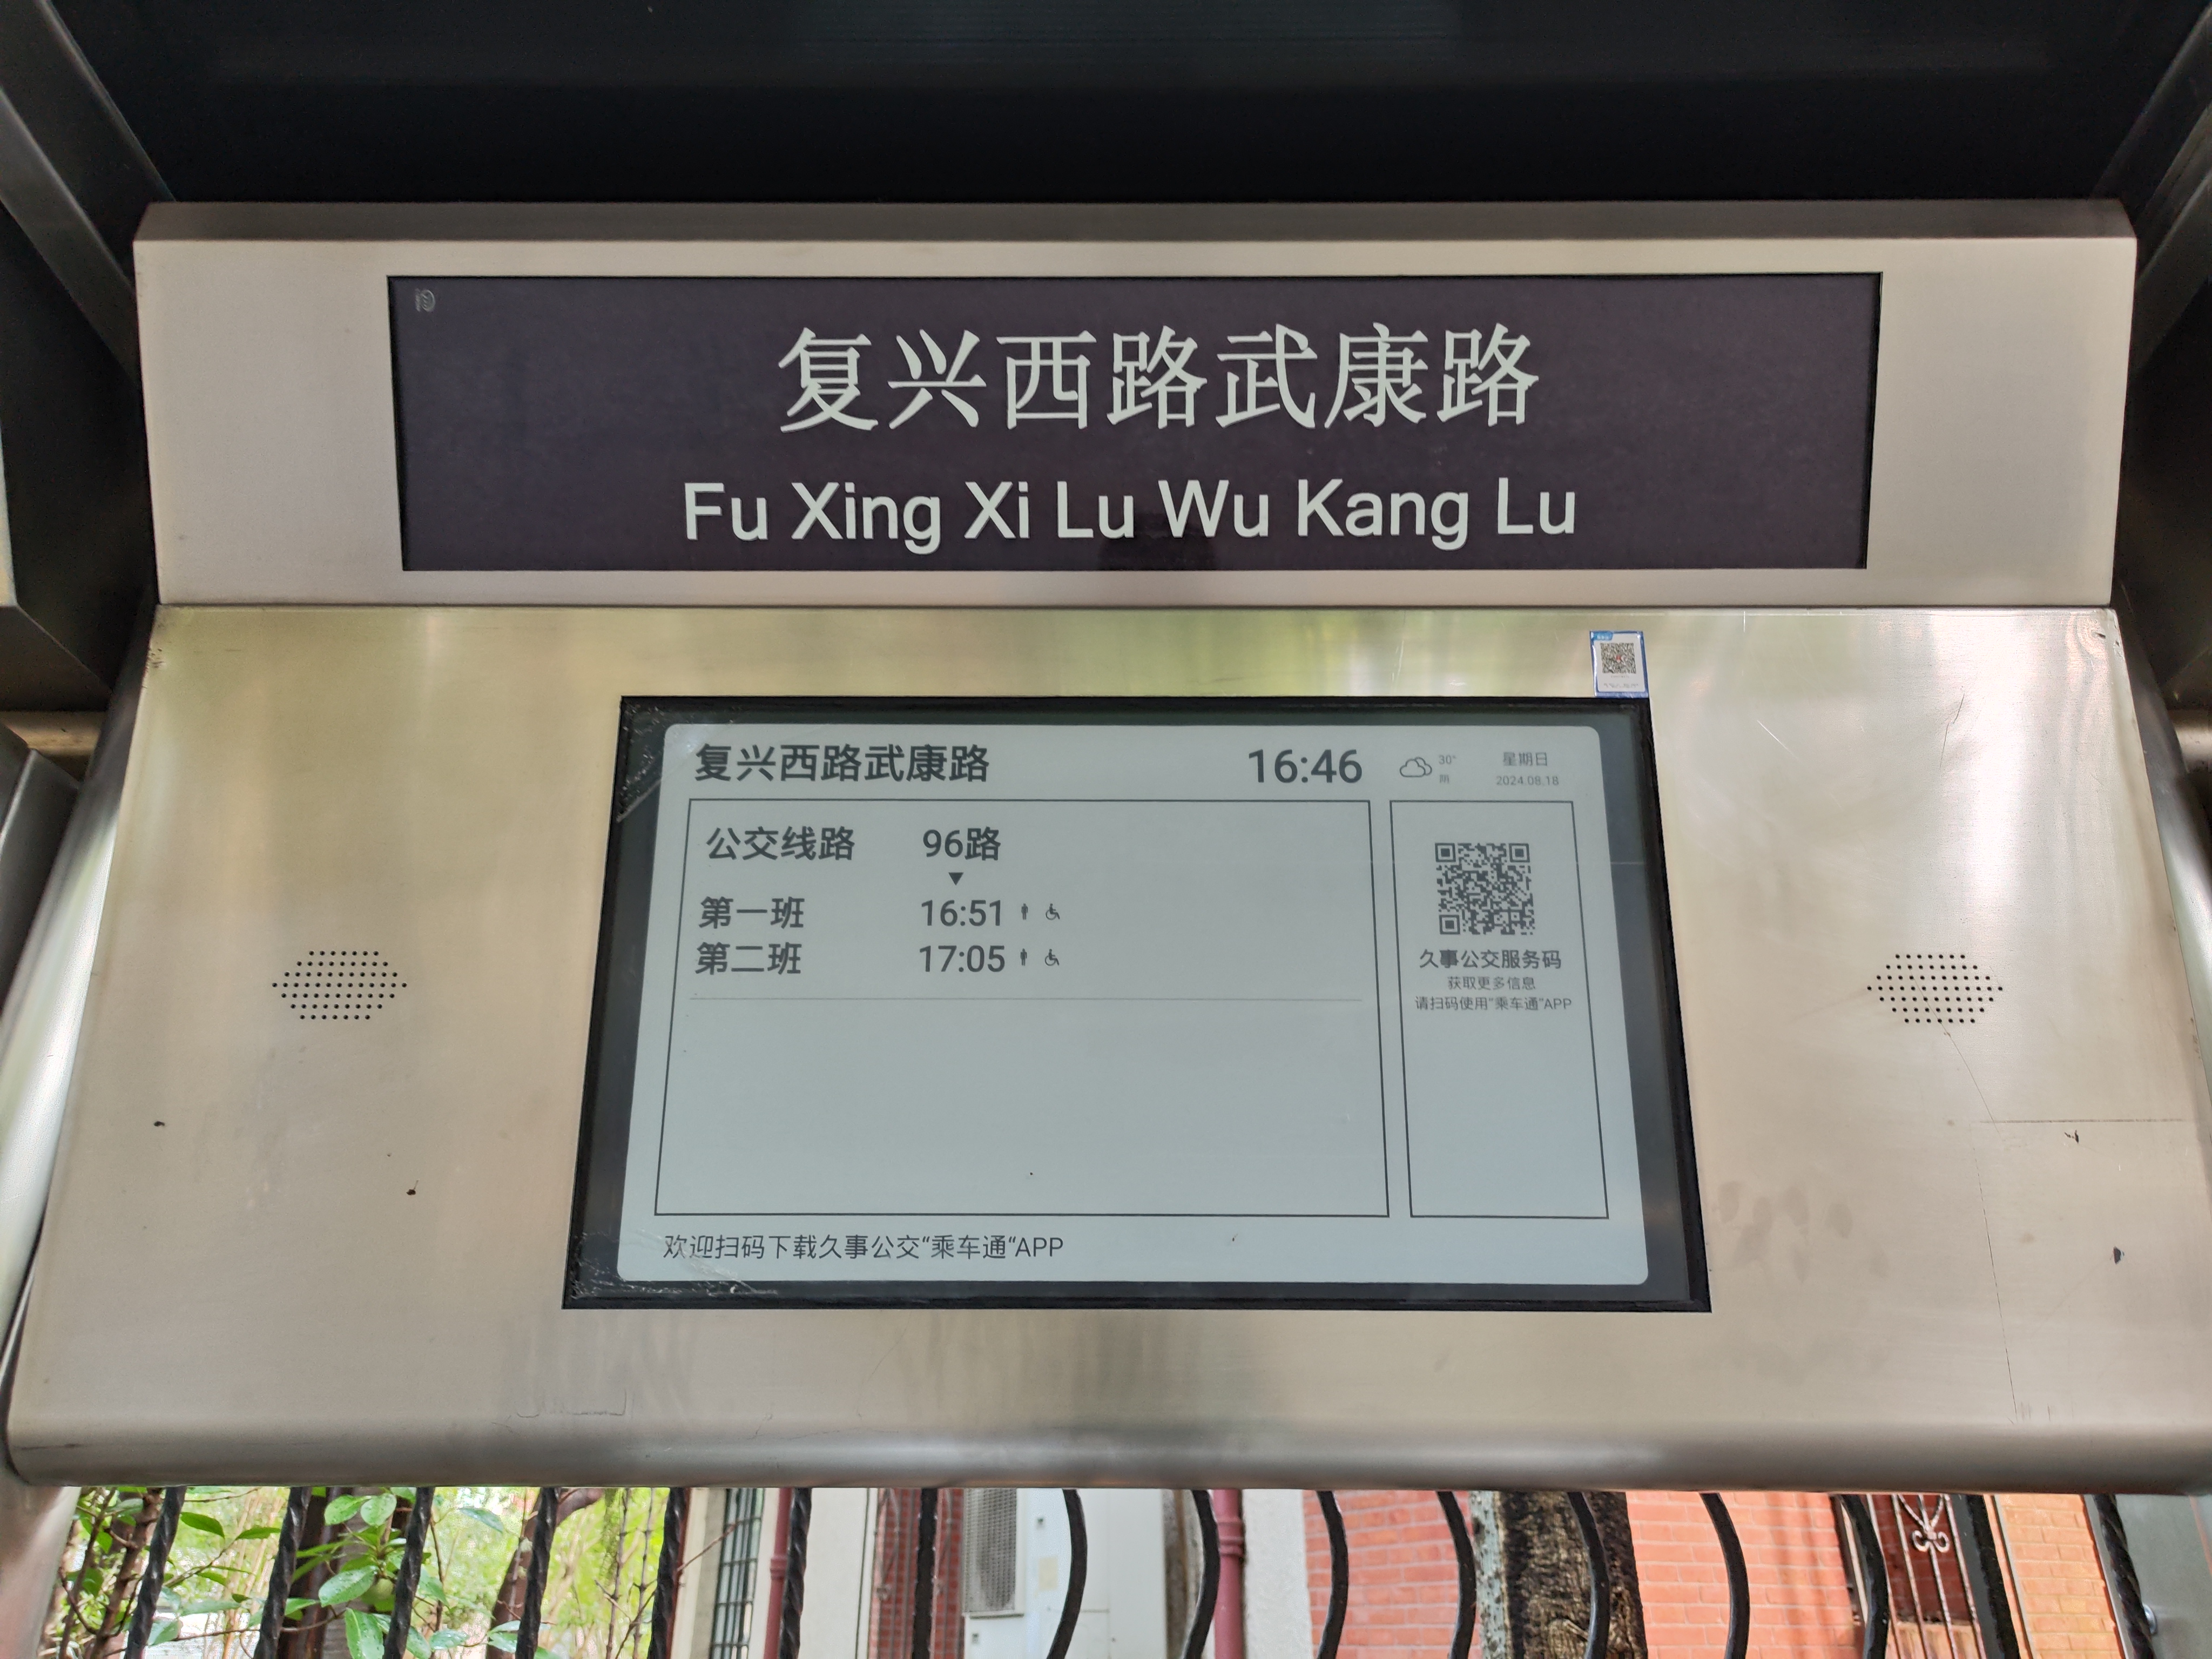 复兴西路武康路
Fu Xing Xi Lu Wu Kang Lu
复兴西路武康路 16:46 30° 阴 星期日 2024.08.18
公交线路 96路
第一班 16:51
第二班 17:05
久事公交服务码
获取更多信息
请扫码使用“乘车通”APP
欢迎扫码下载久事公交“乘车通“APP